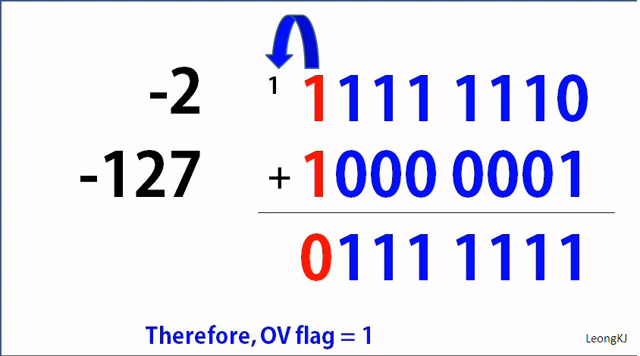 -2 1 1111 1110
-127 + 1000 0001
0111 1111
Therefore, OV flag = 1
LeongKJ